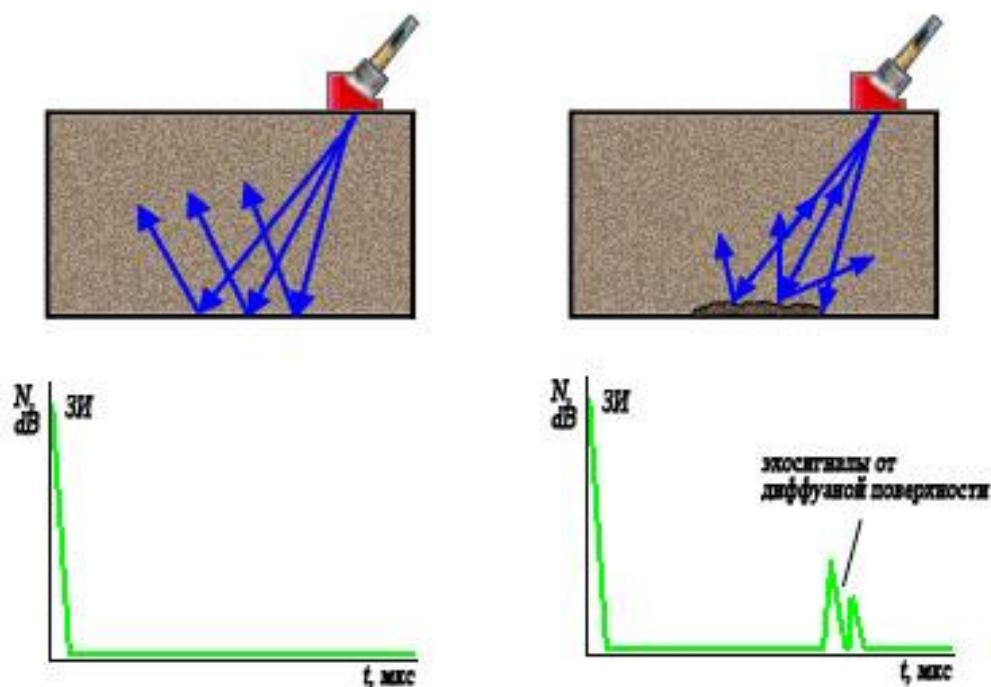 N,
dB
ЗИ
t, мкс
N,
dB
ЗИ
эхосигналы от
диффузной поверхности
t, мкс